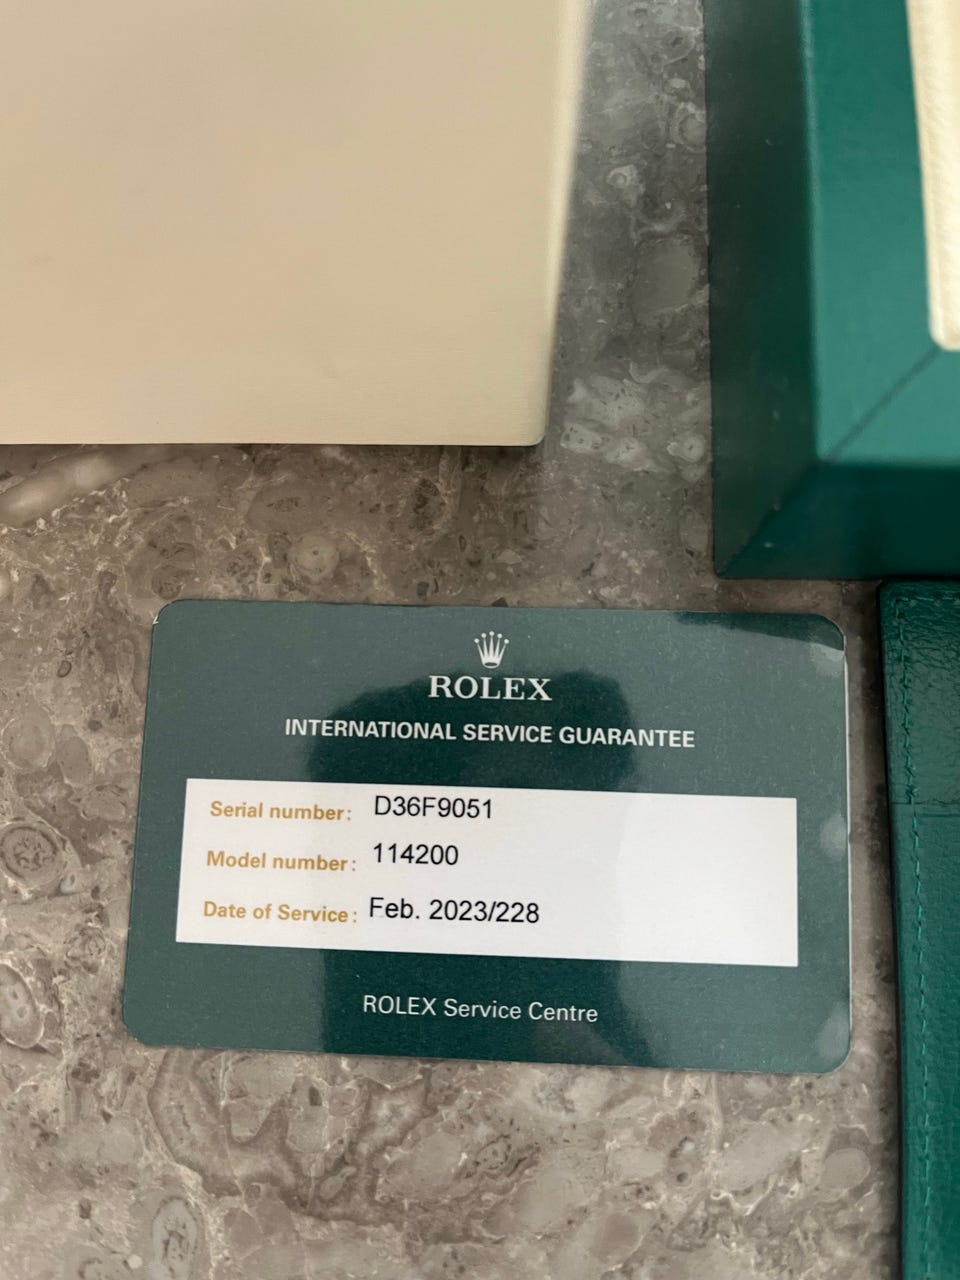 ROLEX
INTERNATIONAL SERVICE GUARANTEE
Serial number: D36F9051
Model number: 114200
Date of Service: Feb. 2023/228
ROLEX Service Centre